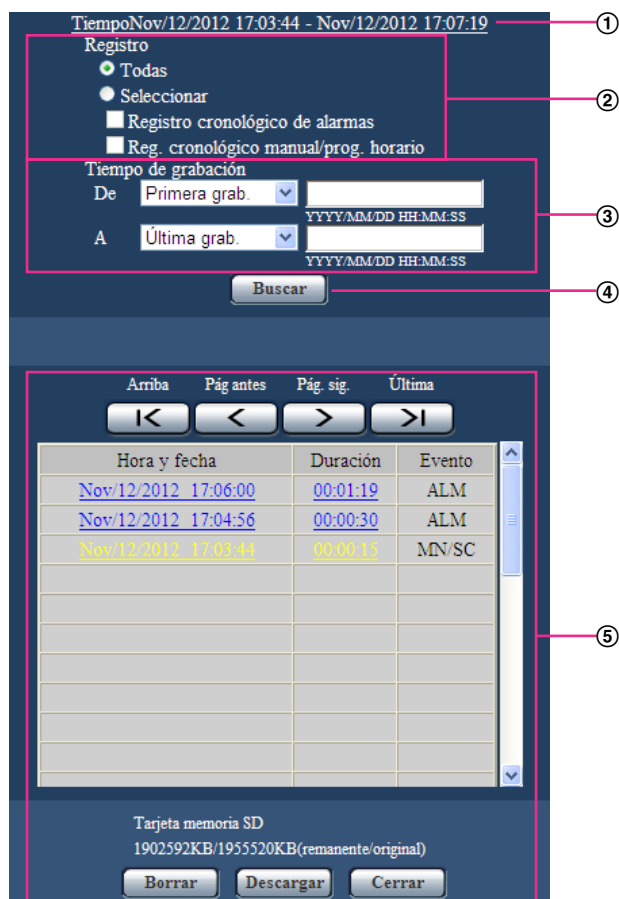 TiempoNov/12/2012 17:03:44 - Nov/12/2012 17:07:19
①
Registro
Todas
Seleccionar
②
Registro cronológico de alarmas
Reg. cronológico manual/prog. horario
Tiempo de grabación
De Primera grab.
YYYY/MM/DD HH:MM:SS
③
A Última grab.
YYYY/MM/DD HH:MM:SS
Buscar
④
Arriba Pág antes Pág. sig. Última
Hora y fecha Duración Evento
Nov/12/2012 17:06:00 00:01:19 ALM
Nov/12/2012 17:04:56 00:00:30 ALM
Nov/12/2012 17:03:44 00:00:15 MN/SC
⑤
Tarjeta memoria SD
1902592KB/1955520KB(remanente/original)
Borrar Descargar Cerrar